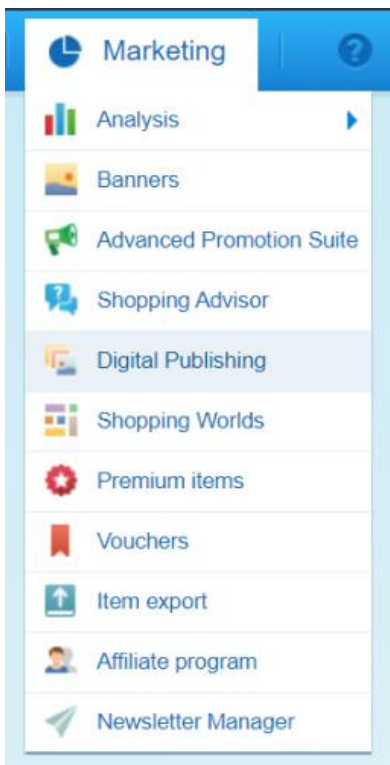 Marketing
Analysis
Banners
Advanced Promotion Suite
Shopping Advisor
Digital Publishing
Shopping Worlds
Premium items
Vouchers
Item export
Affiliate program
Newsletter Manager